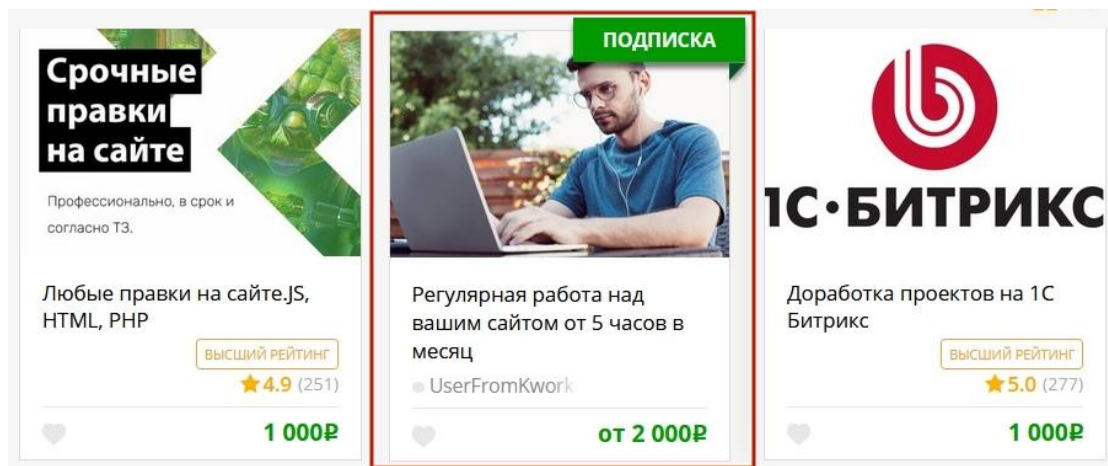 Срочные
правки
на сайте
Профессионально, в срок и
согласно ТЗ.
Любые правки на сайте.JS,
HTML, PHP
ВЫСШИЙ РЕЙТИНГ
4.9 (251)
1 000₽
ПОДПИСКА
Регулярная работа над
вашим сайтом от 5 часов в
месяц
UserFromKwork
от 2 000₽
1С·БИТРИКС
Доработка проектов на 1С
Битрикс
ВЫСШИЙ РЕЙТИНГ
5.0 (277)
1 000₽